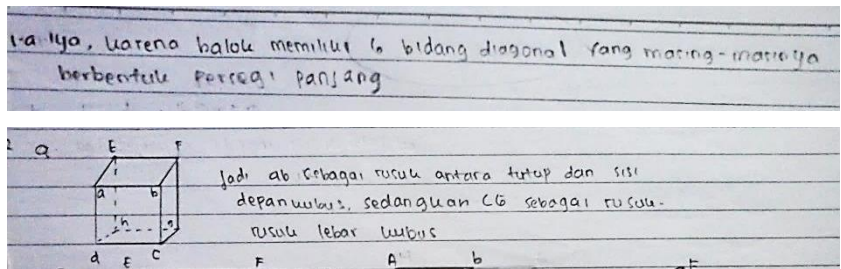 1.a iya, karena balok memiliki 6 bidang diagonal yang masing-masinya
berbentuk persegi panjang
2 a
E F
a b
h g
d C
Jadi ab sebagai rusuk antara tutup dan sisi
depan kubus, sedangkan CG sebagai rusuk-
rusuk lebar kubus
E F A b E